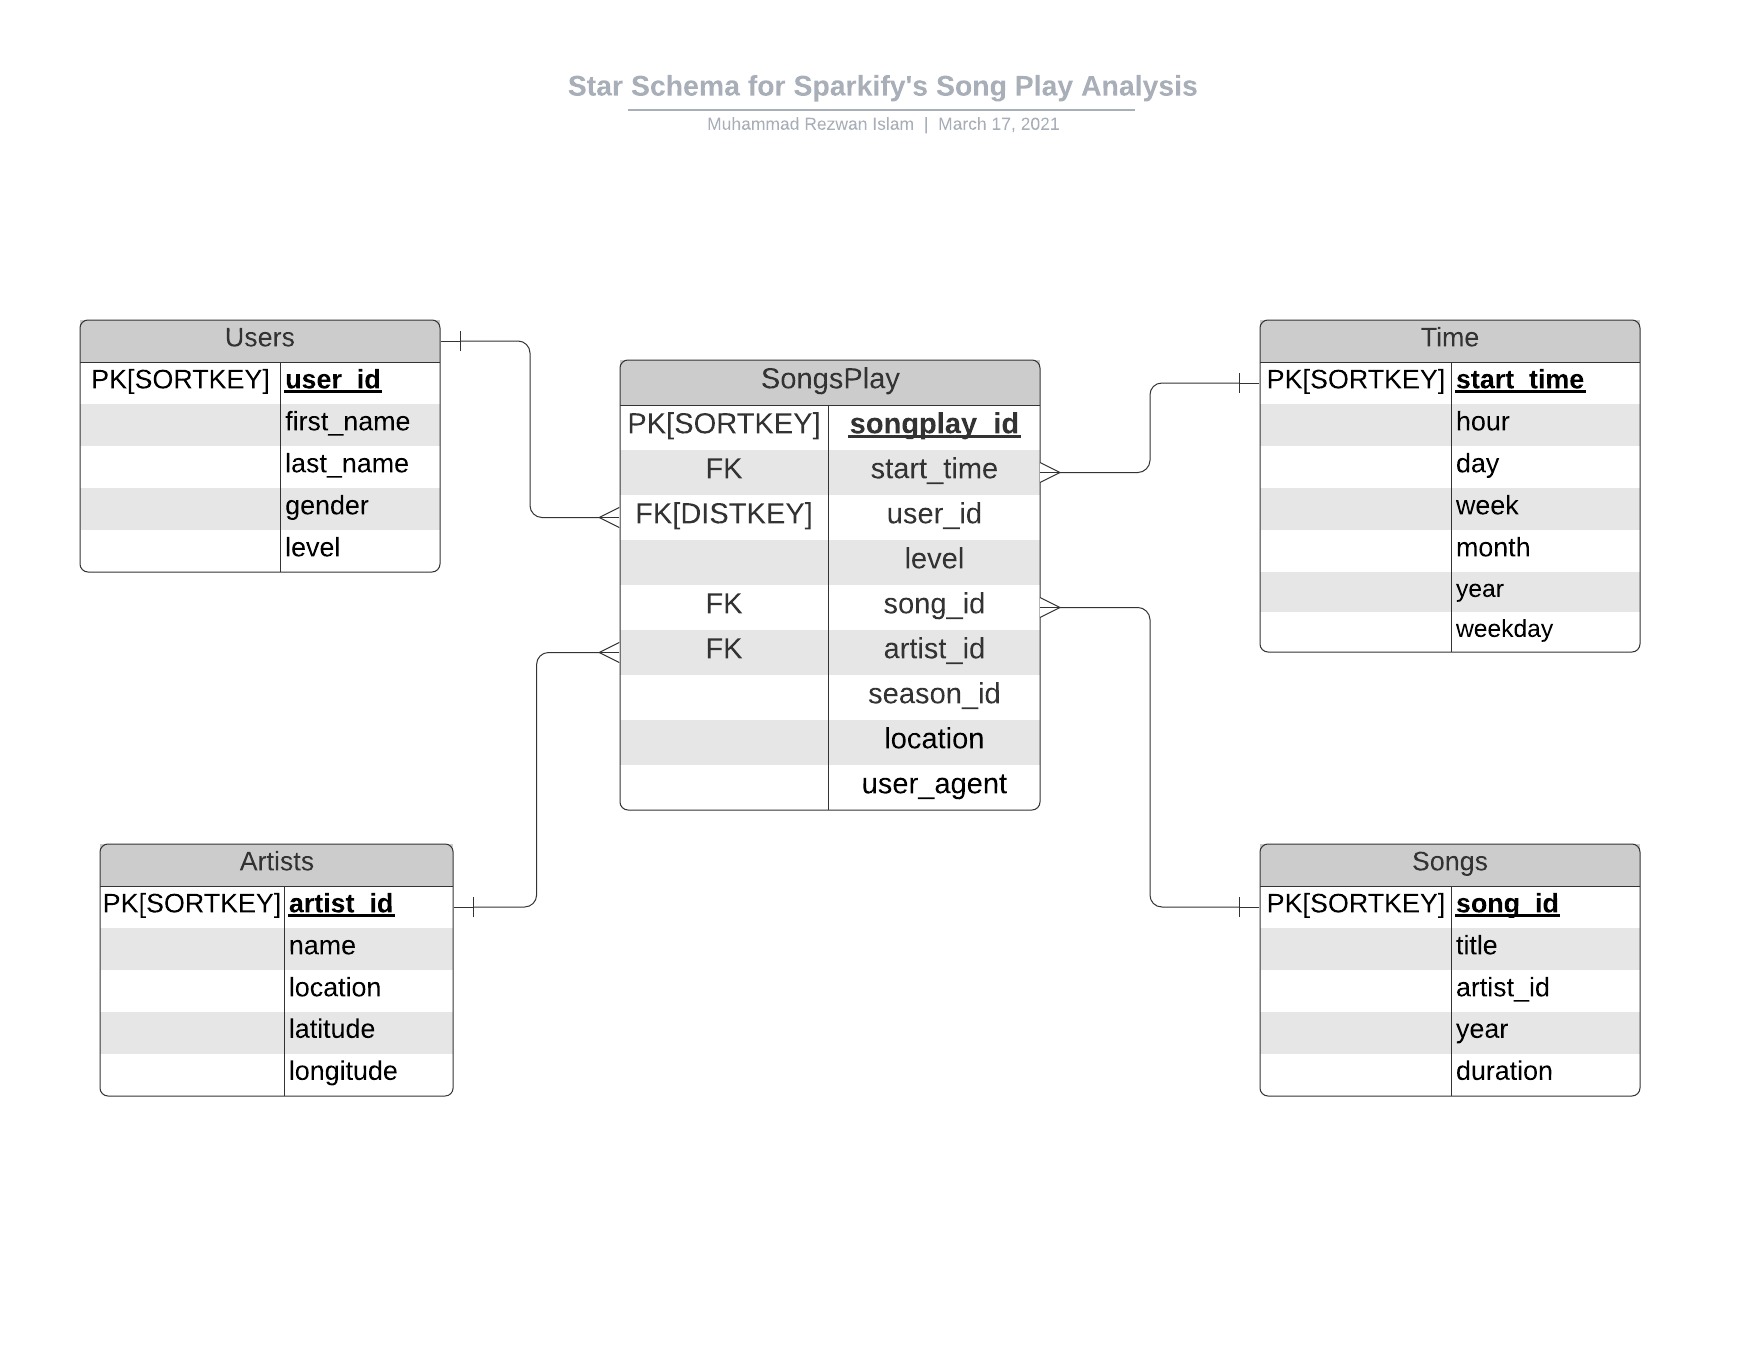 Star Schema for Sparkify's Song Play Analysis
Muhammad Rezwan Islam | March 17, 2021
Users
PK[SORTKEY] user_id
first_name
last_name
gender
level
SongsPlay
PK[SORTKEY] songplay_id
FK start_time
FK[DISTKEY] user_id
level
FK song_id
FK artist_id
season_id
location
user_agent
Time
PK[SORTKEY] start_time
hour
day
week
month
year
weekday
Artists
PK[SORTKEY] artist_id
name
location
latitude
longitude
Songs
PK[SORTKEY] song_id
title
artist_id
year
duration